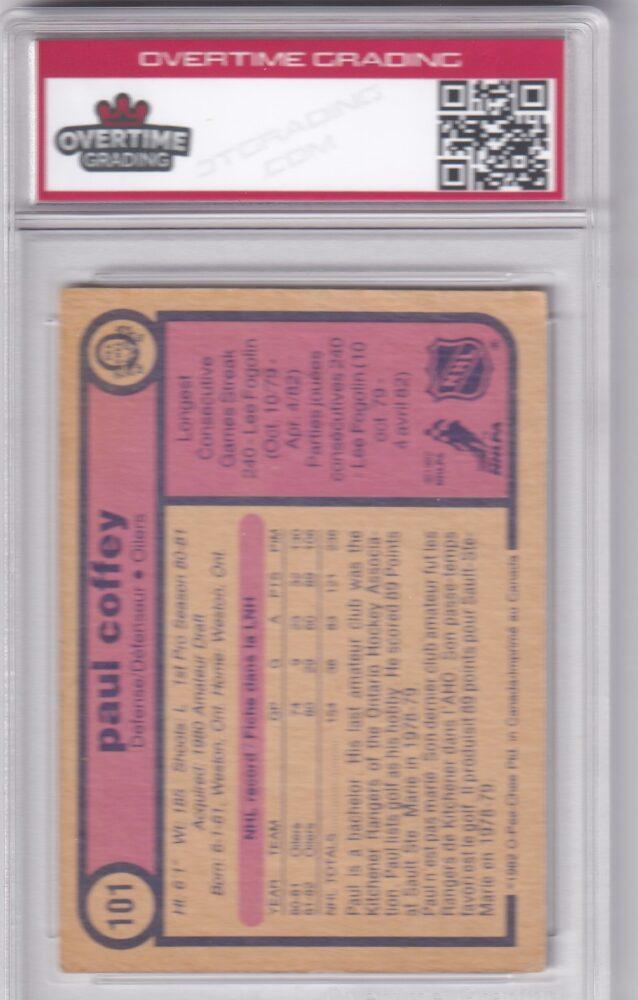 OVERTIME GRADING
OVERTIME
GRADING
OTGRADING
.COM
101
paul coffey
Defense/Défenseur • Oilers
Ht. 6'1" Wt. 185 Shoots L 1st Pro Season 80-81
Acquired: 1980 Amateur Draft
Born 6-1-61, Weston, Ont. Home: Weston, Ont.
NHL record / Fiche dans la LNH
YEAR TEAM GP G A PTS PIM
80-81 Oilers 74 9 23 32 130
81-82 Oilers 80 29 60 89 106
NHL TOTALS 154 38 83 121 236
Paul is a bachelor. His last amateur club was the
Kitchener Rangers of the Ontario Hockey Associa-
tion. Paul lists golf as his hobby. He scored 89 Points
at Sault Ste. Marie in 1978-79
Paul n'est pas marié. Son dernier club amateur fut les
Rangers de Kitchener dans l'AHO. Son passe-temps
favori est le golf. Il produisit 89 points pour Sault-Ste-
Marie en 1978-79
©1982 O-Pee-Chee Ptd. in Canada/Imprimé au Canada
Longest
Consecutive
Games Streak
240 - Lee Fogolin
(Oct. 10/79 -
Apr. 4/82)
Parties jouées
consécutives 240
- Lee Fogolin (10
oct. 79 -
4 avril 82)
NHL
NHLPA